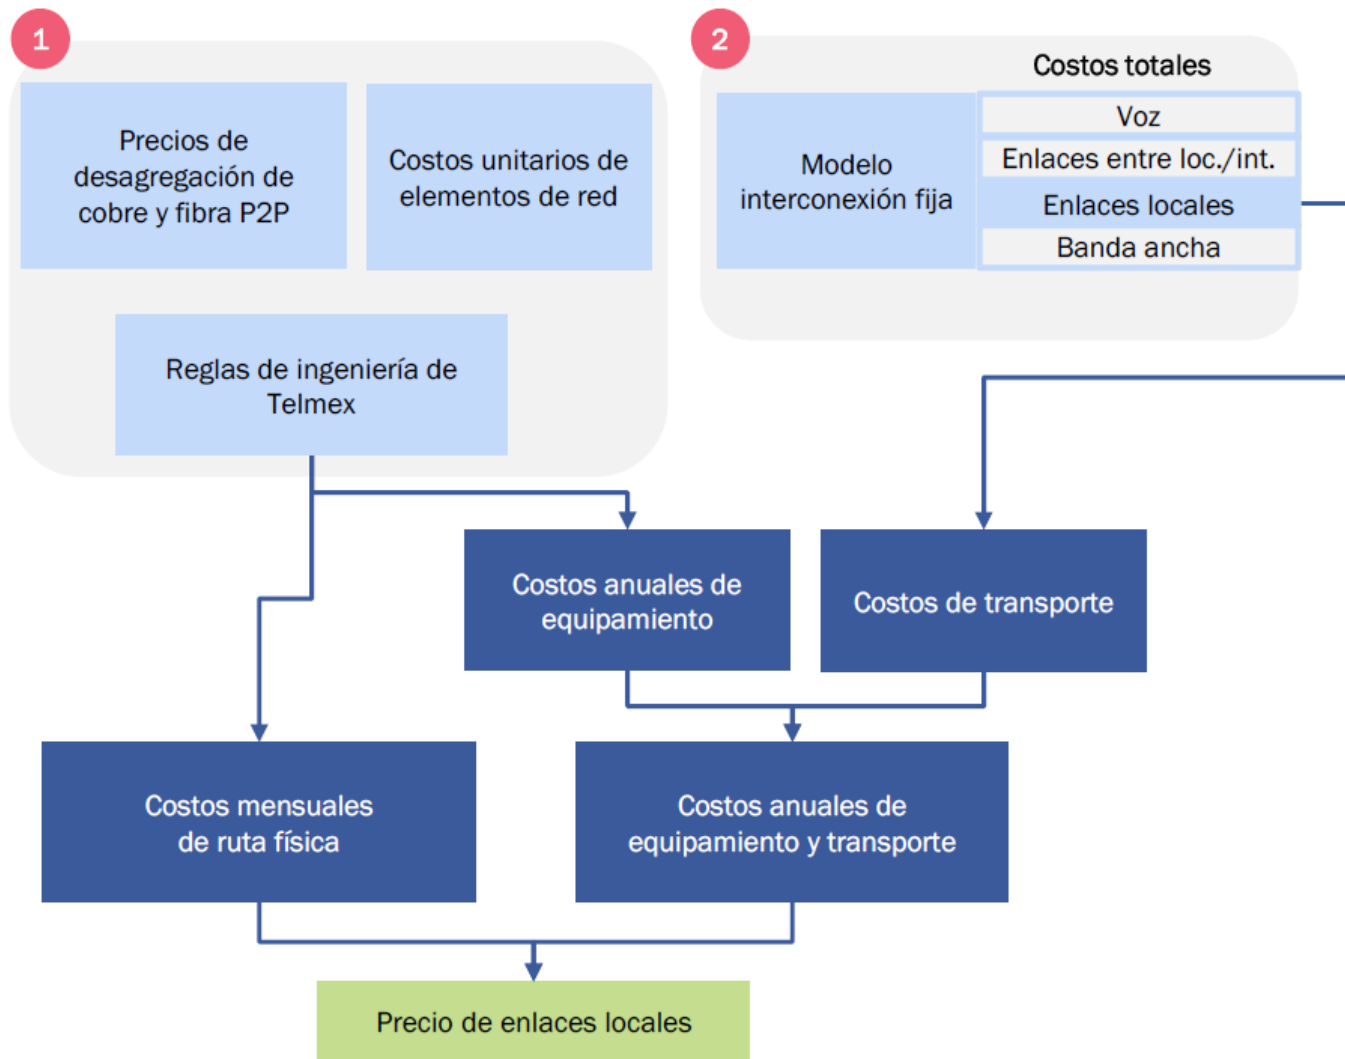 1
Precios de
desagregación de
cobre y fibra P2P
Costos unitarios de
elementos de red
Reglas de ingeniería de
Telmex
2
Costos totales
Modelo
interconexión fija
Voz
Enlaces entre loc./int.
Enlaces locales
Banda ancha
Costos anuales de
equipamiento
Costos de transporte
Costos mensuales
de ruta física
Costos anuales de
equipamiento y transporte
Precio de enlaces locales